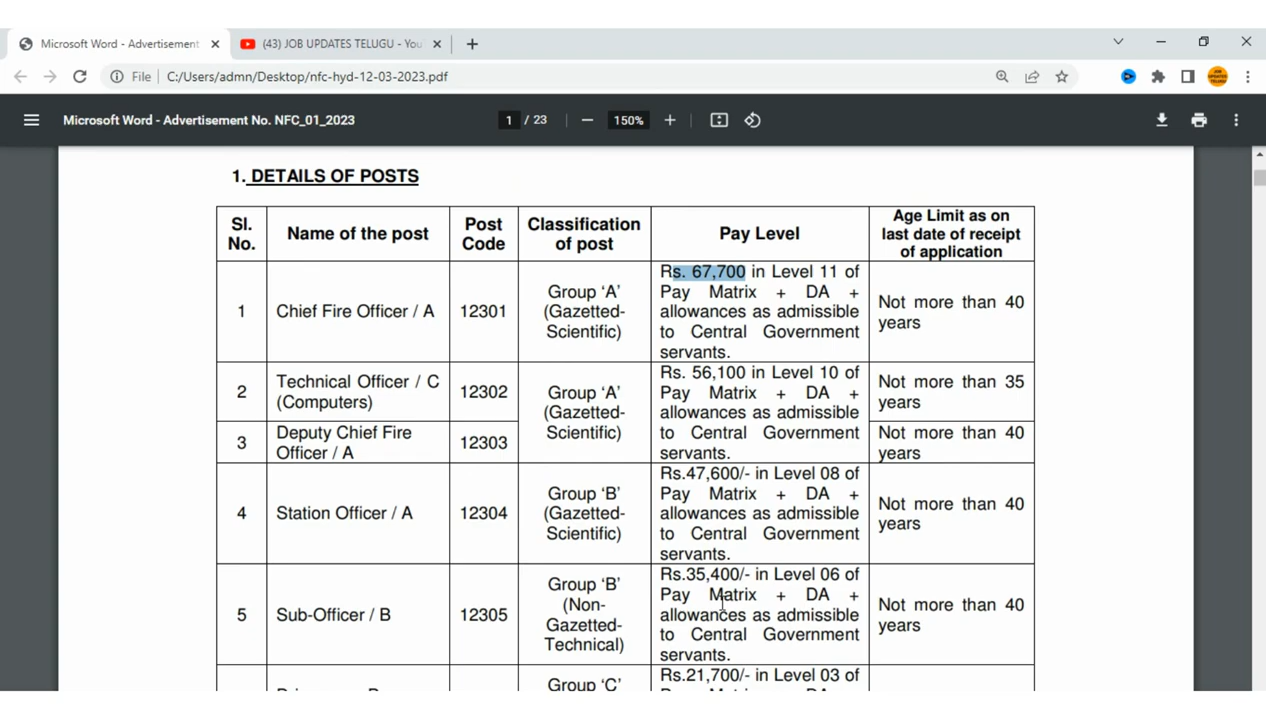 Microsoft Word - Advertisement
(43) JOB UPDATES TELUGU - You
File
C:/Users/admn/Desktop/nfc-hyd-12-03-2023.pdf
Microsoft Word - Advertisement No. NFC_01_2023
1 / 23
150%
1. DETAILS OF POSTS
Sl. No.
Name of the post
Post Code
Classification of post
Pay Level
Age Limit as on last date of receipt of application
1
Chief Fire Officer / A
12301
Group ‘A’
(Gazetted-
Scientific)
Rs. 67,700 in Level 11 of
Pay Matrix + DA +
allowances as admissible
to Central Government
servants.
Not more than 40
years
2
Technical Officer / C
(Computers)
12302
Group ‘A’
(Gazetted-
Scientific)
Rs. 56,100 in Level 10 of
Pay Matrix + DA +
allowances as admissible
to Central Government
servants.
Not more than 35
years
3
Deputy Chief Fire
Officer / A
12303
Not more than 40
years
4
Station Officer / A
12304
Group ‘B’
(Gazetted-
Scientific)
Rs.47,600/- in Level 08 of
Pay Matrix + DA +
allowances as admissible
to Central Government
servants.
Not more than 40
years
5
Sub-Officer / B
12305
Group ‘B’
(Non-
Gazetted-
Technical)
Rs.35,400/- in Level 06 of
Pay Matrix + DA +
allowances as admissible
to Central Government
servants.
Not more than 40
years
Group ‘C’
Rs.21,700/- in Level 03 of